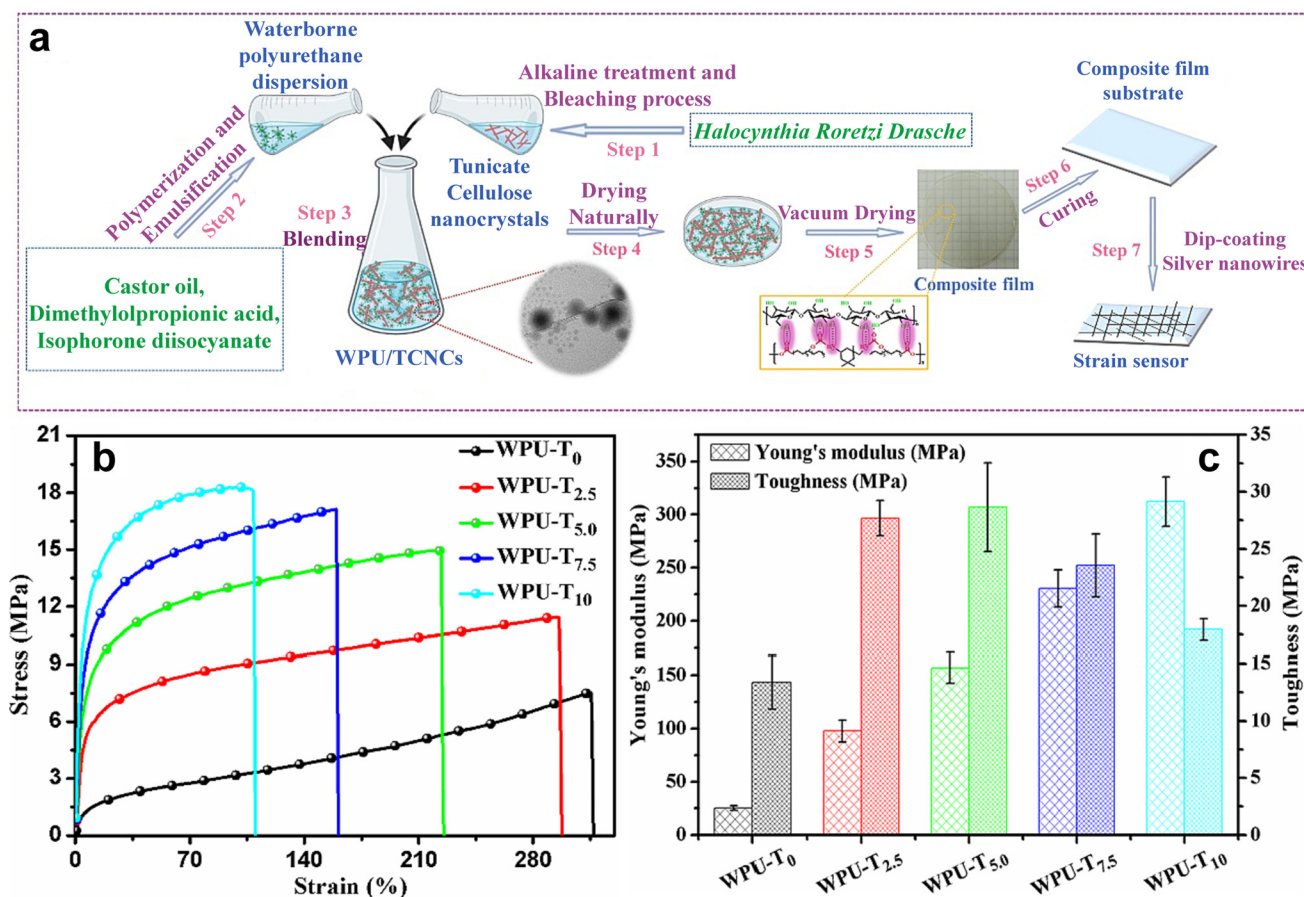 a
Waterborne
polyurethane
dispersion
Alkaline treatment and
Bleaching process
Halocynthia Roretzi Drasche
Step 1
Polymerization and
Emulsification
Step 2
Castor oil,
Dimethylolpropionic acid,
Isophorone diisocyanate
Step 3
Blending
Tunicate
Cellulose
nanocrystals
WPU/TCNCs
Drying
Naturally
Step 4
Vacuum Drying
Step 5
Composite film
Step 6
Curing
Composite film
substrate
Step 7
Dip-coating
Silver nanowires
Strain sensor
b
21
18
15
12
9
6
3
0
Stress (MPa)
0 70 140 210 280
Strain (%)
WPU-T0
WPU-T2.5
WPU-T5.0
WPU-T7.5
WPU-T10
c
Young's modulus (MPa)
Toughness (MPa)
350
300
250
200
150
100
50
0
Young's modulus (MPa)
35
30
25
20
15
10
5
0
Toughness (MPa)
WPU-T0 WPU-T2.5 WPU-T5.0 WPU-T7.5 WPU-T10